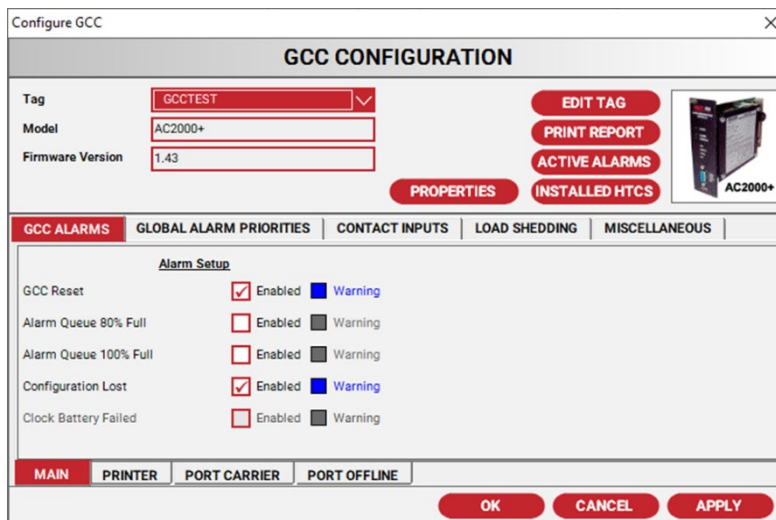 Configure GCC
GCC CONFIGURATION
Tag GCCTEST
Model AC2000+
Firmware Version 1.43
EDIT TAG
PRINT REPORT
ACTIVE ALARMS
PROPERTIES INSTALLED HTCS
AC2000+
GCC ALARMS GLOBAL ALARM PRIORITIES CONTACT INPUTS LOAD SHEDDING MISCELLANEOUS
Alarm Setup
GCC Reset Enabled Warning
Alarm Queue 80% Full Enabled Warning
Alarm Queue 100% Full Enabled Warning
Configuration Lost Enabled Warning
Clock Battery Failed Enabled Warning
MAIN PRINTER PORT CARRIER PORT OFFLINE
OK CANCEL APPLY